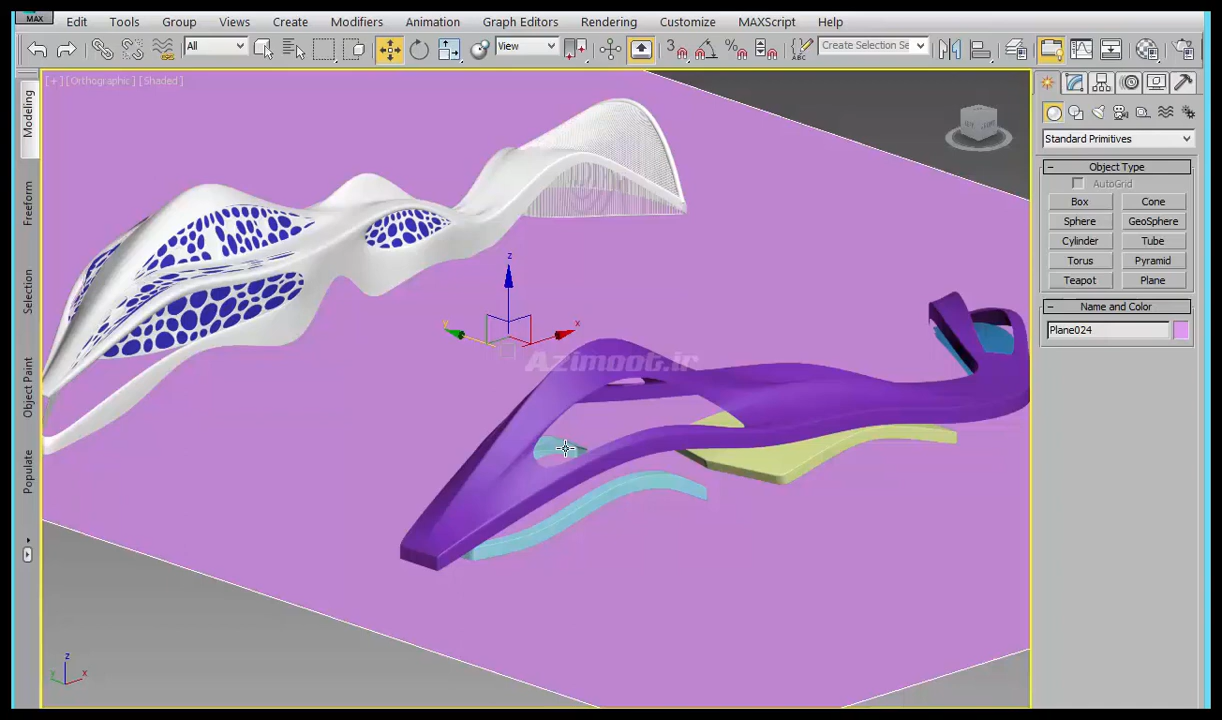 MAX
Edit Tools Group Views Create Modifiers Animation Graph Editors Rendering Customize MAXScript Help
All View Create Selection Se
[ + ] [ Orthographic ] [ Shaded ]
Modeling
Freeform
Selection
Object Paint
Populate
Standard Primitives
Object Type
AutoGrid
Box Cone
Sphere GeoSphere
Cylinder Tube
Torus Pyramid
Teapot Plane
Name and Color
Plane024
z
y x
Azimoot.ir
z
y x